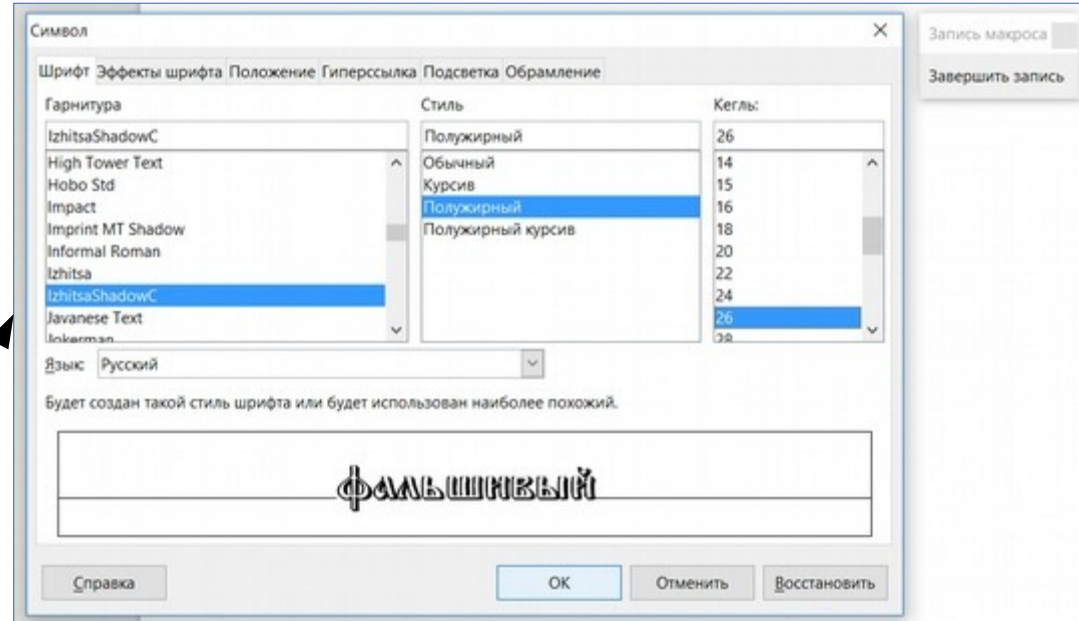 Символ
Запись макроса
Завершить запись
Шрифт Эффекты шрифта Положение Гиперссылка Подсветка Обрамление
Гарнитура Стиль Кегль:
IzhitsaShadowC Полужирный 26
High Tower Text Обычный 14
Hobo Std Курсив 15
Impact Полужирный 16
Imprint MT Shadow Полужирный курсив 18
Informal Roman 20
Izhitsa 22
IzhitsaShadowC 24
Javanese Text 26
Jokerman 28
Язык: Русский
Будет создан такой стиль шрифта или будет использован наиболее похожий.
фальшивый
Справка OK Отменить Восстановить